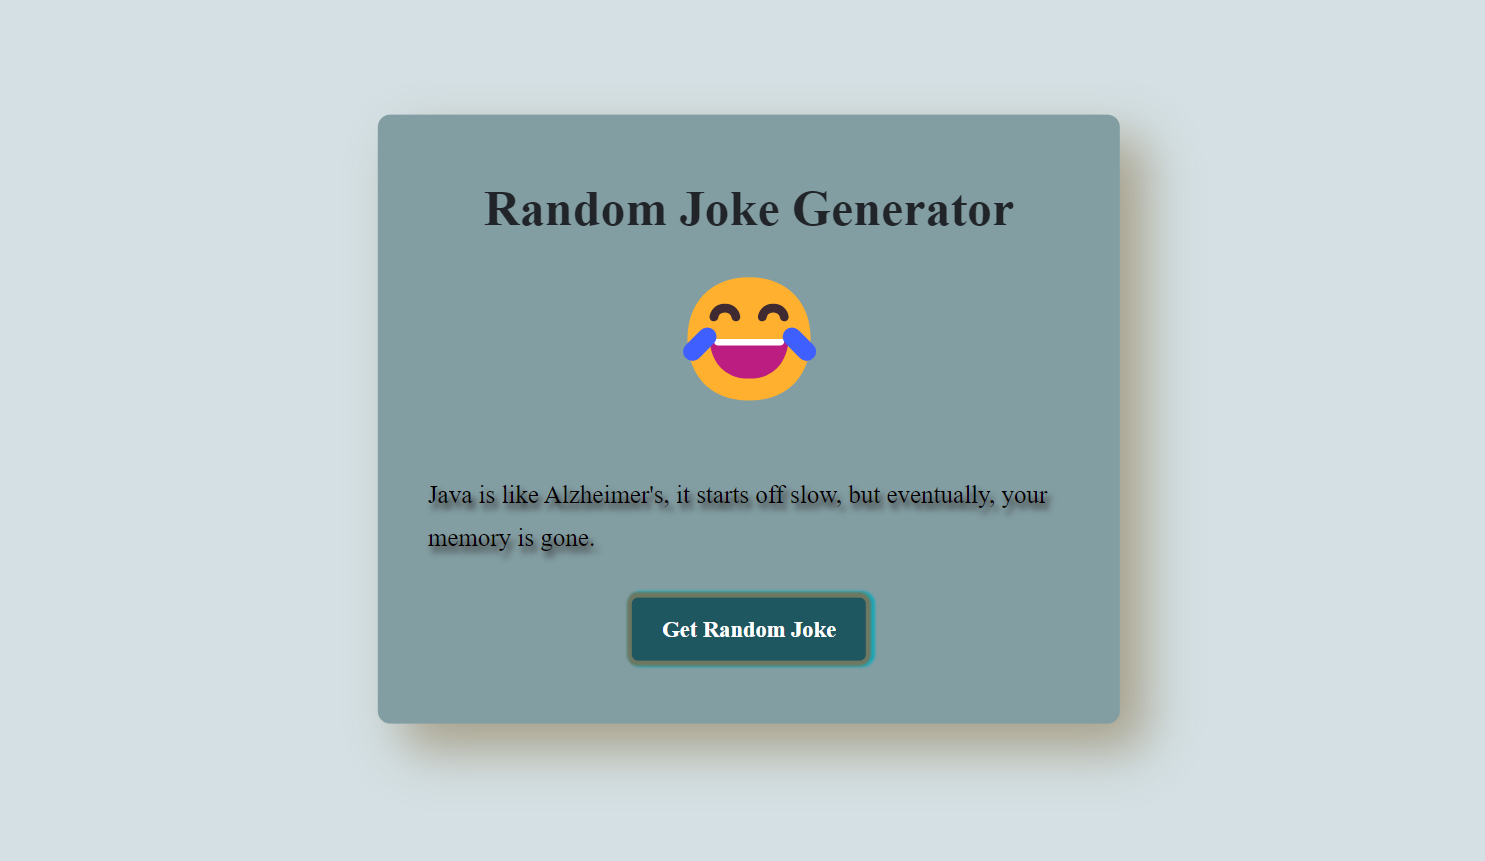 Random Joke Generator
Java is like Alzheimer's, it starts off slow, but eventually, your
memory is gone.
Get Random Joke